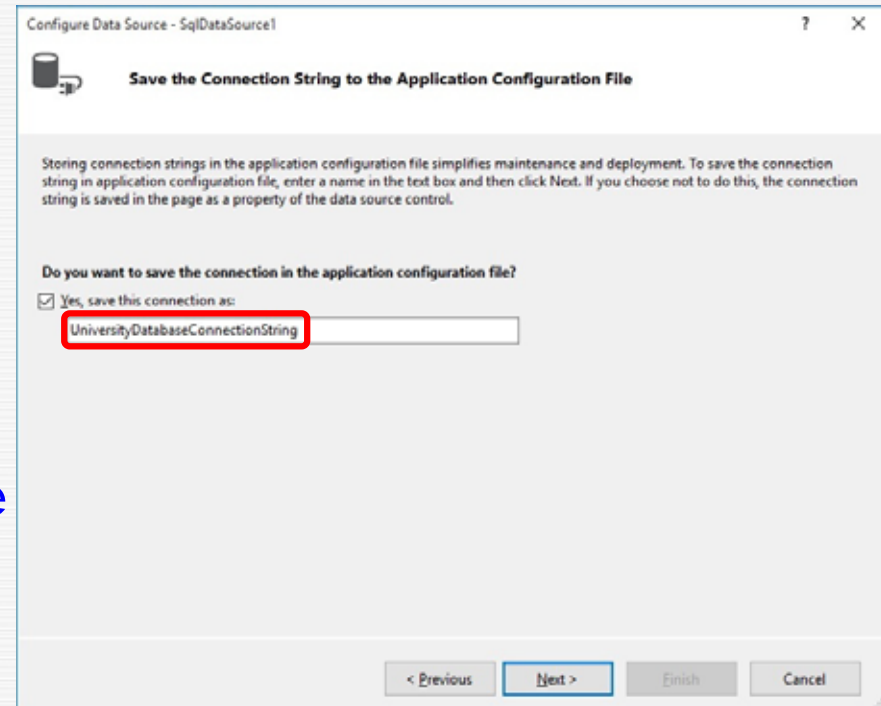 Configure Data Source - SqlDataSource1
? ×
Save the Connection String to the Application Configuration File
Storing connection strings in the application configuration file simplifies maintenance and deployment. To save the connection
string in application configuration file, enter a name in the text box and then click Next. If you choose not to do this, the connection
string is saved in the page as a property of the data source control.
Do you want to save the connection in the application configuration file?
Yes, save this connection as:
UniversityDatabaseConnectionString
e
< Previous Next > Finish Cancel